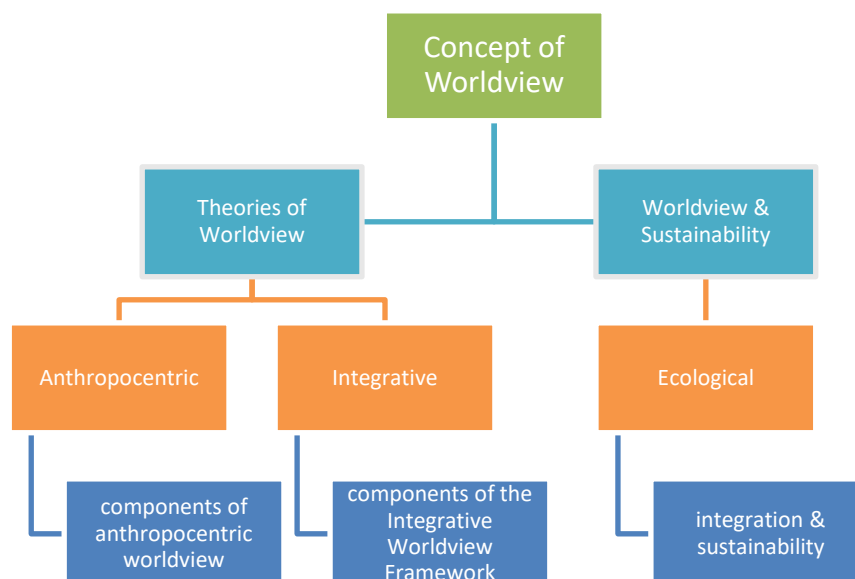 Concept of
Worldview
Theories of
Worldview
Worldview &
Sustainability
Anthropocentric
Integrative
Ecological
components of
anthropocentric
worldview
components of the
Integrative
Worldview
Framework
integration &
sustainability